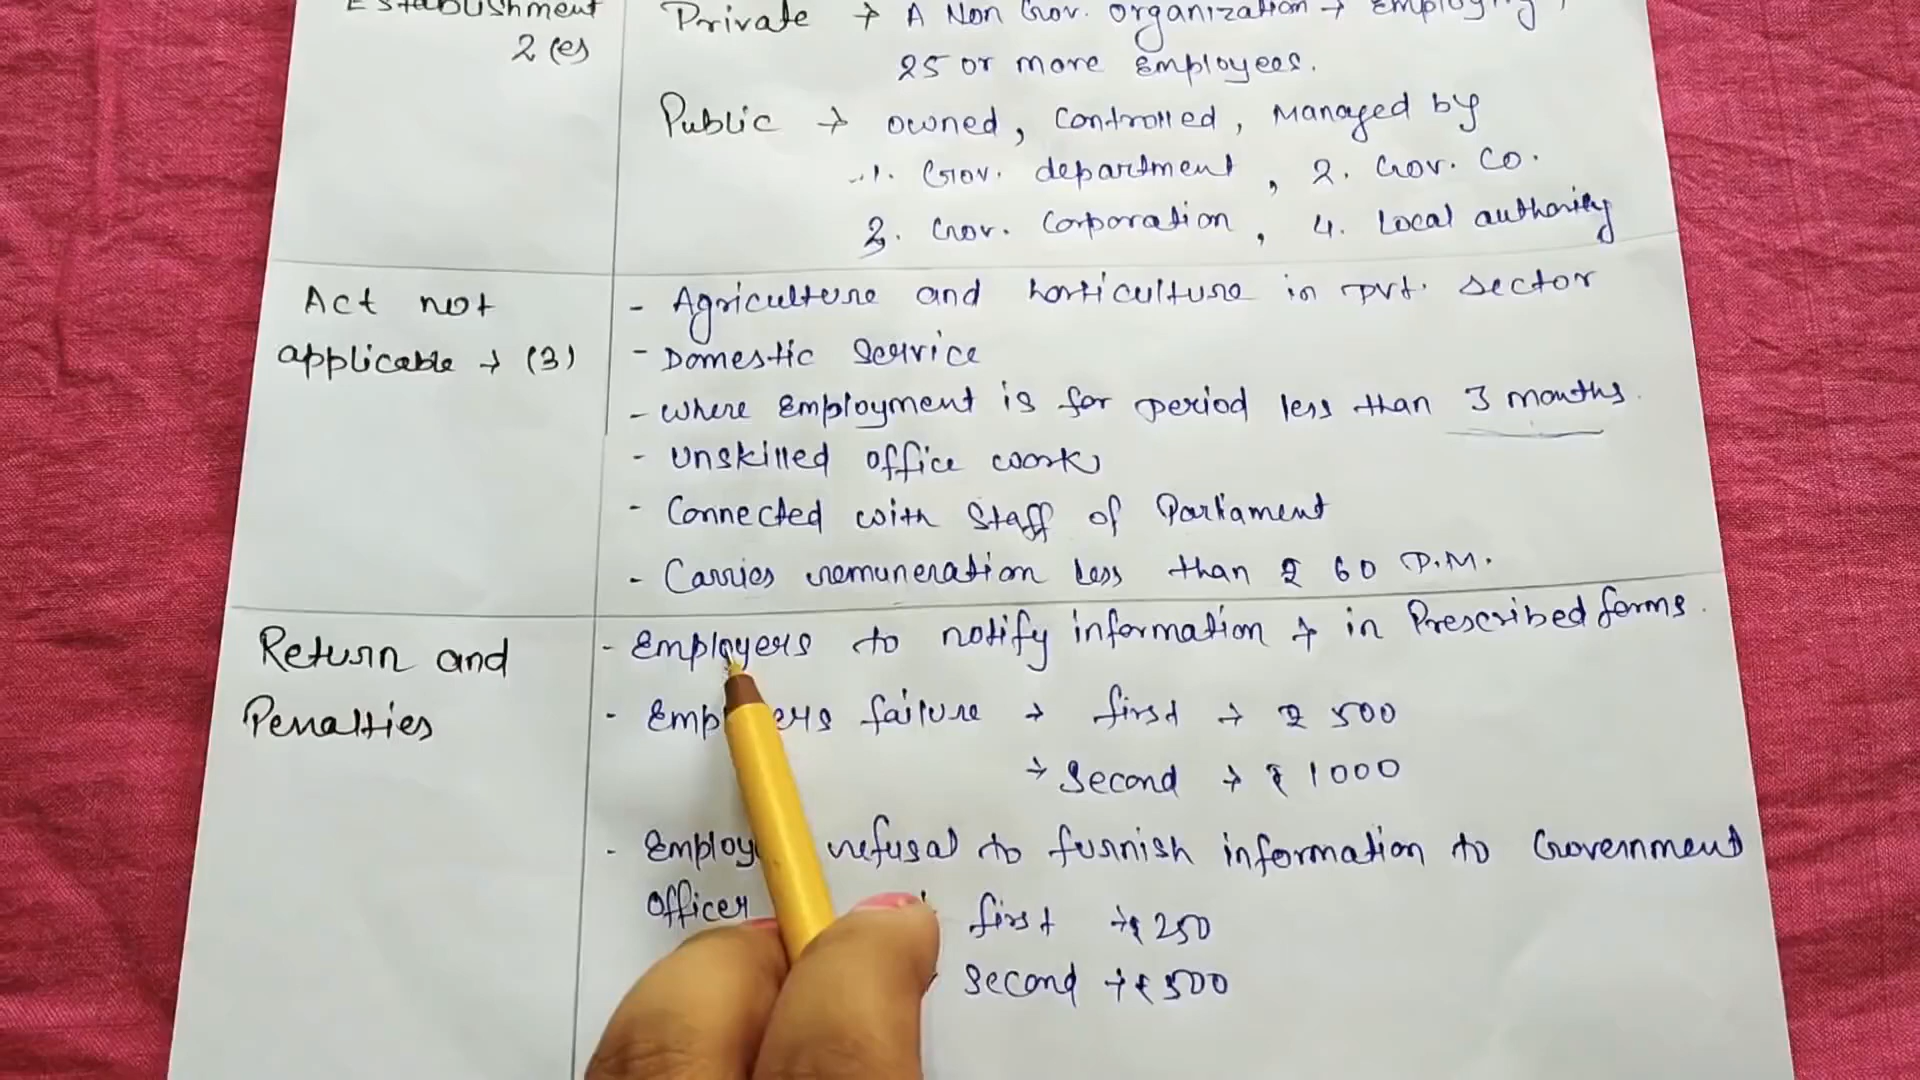 Establishment
2(e)
Private → A Non Gov. organization → employing
25 or more employees.
Public → owned, controlled, managed by
1. Gov. department, 2. Gov. Co.
3. Gov. Corporation, 4. Local authority
Act not
applicable → (3)
- Agriculture and horticulture in pvt. sector
- Domestic service
- where employment is for period less than 3 months.
- unskilled office work
- Connected with staff of Parliament
- Carries remuneration less than ₹ 60 P.M.
Return and
Penalties
- Employers to notify information → in Prescribed forms.
- failure → first → ₹ 500
→ Second → ₹ 1000
- refusal to furnish information to Government
officer first → ₹ 250
Second → ₹ 500